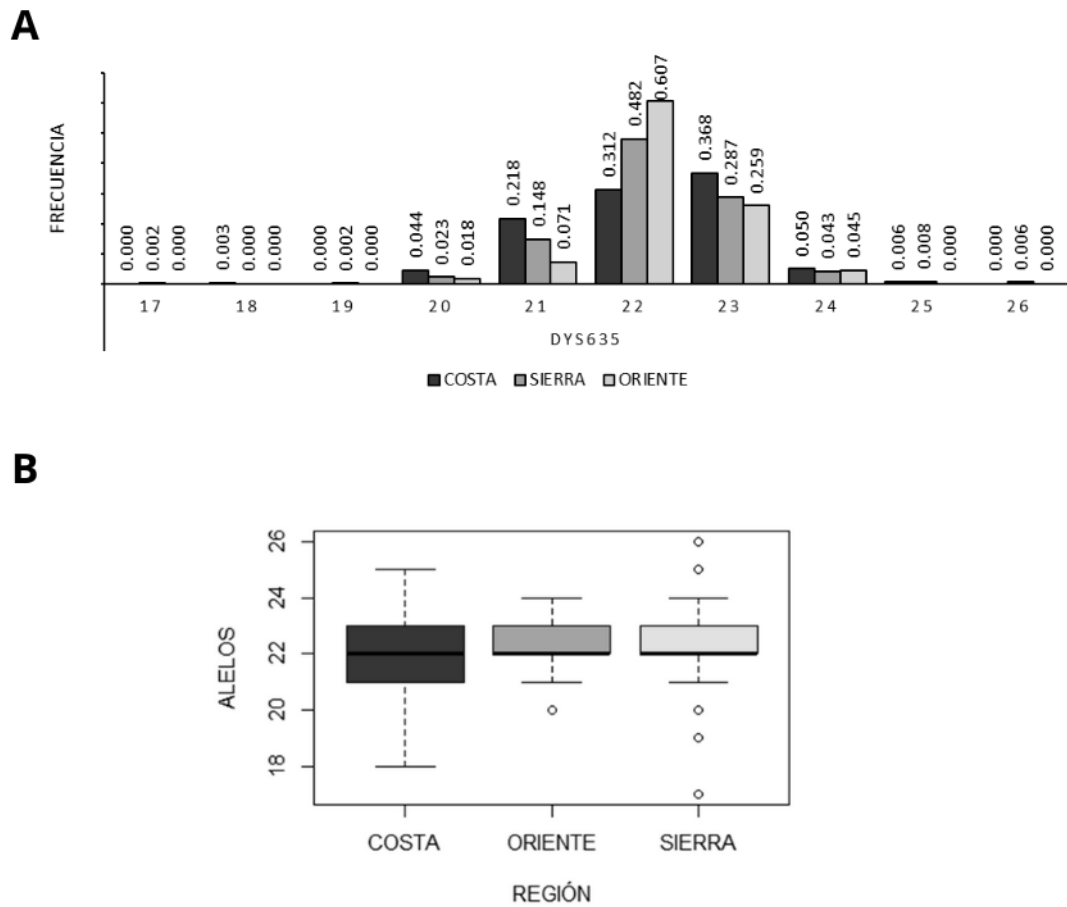 A
FRECUENCIA
0.000 0.002 0.000 0.003 0.000 0.000 0.000 0.002 0.000 0.044 0.023 0.018 0.218 0.148 0.071 0.312 0.482 0.607 0.368 0.287 0.259 0.050 0.043 0.045 0.006 0.008 0.000 0.000 0.006 0.000
17 18 19 20 21 22 23 24 25 26
DYS635
COSTA SIERRA ORIENTE
B
ALELOS
26
24
22
20
18
COSTA ORIENTE SIERRA
REGIÓN